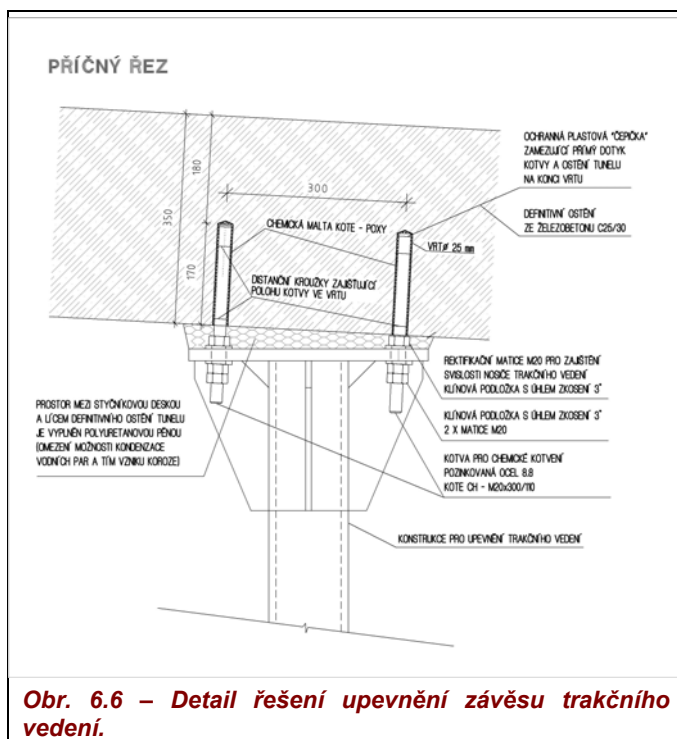 PŘÍČNÝ ŘEZ
OCHRANNÁ PLASTOVÁ "ČEPIČKA"
ZAMEZUJÍCÍ PŘÍMÝ DOTYK
KOTVY A OSTĚNÍ TUNELU
NA KONCI VRTU
180
300
350
CHEMICKÁ MALTA KOTE - POXY
DEFINITIVNÍ OSTĚNÍ
ZE ŽELEZOBETONU C25/30
VRT ø 25 mm
170
DISTANČNÍ KROUŽKY ZAJIŠŤUJÍCÍ
POLOHU KOTVY VE VRTU
REKTIFIKAČNÍ MATICE M20 PRO ZAJIŠTĚNÍ
SVISLOSTI NOSIČE TRAKČNÍHO VEDENÍ
KLÍNOVÁ PODLOŽKA S ÚHLEM ZKOSENÍ 3°
PROSTOR MEZI STYČNÍKOVOU DESKOU
A LÍCEM DEFINITIVNÍHO OSTĚNÍ TUNELU
JE VYPLNĚN POLYURETANOVOU PĚNOU
(OMEZENÍ MOŽNOSTI KONDENZACE
VODNÍCH PAR A TÍM VZNIKU KOROZE)
KLÍNOVÁ PODLOŽKA S ÚHLEM ZKOSENÍ 3°
2 X MATICE M20
KOTVA PRO CHEMICKÉ KOTVENÍ
POZINKOVANÁ OCEL 8.8
KOTE CH - M20x300/110
KONSTRUKCE PRO UPEVNĚNÍ TRAKČNÍHO VEDENÍ
Obr. 6.6 – Detail řešení upevnění závěsu trakčního
vedení.